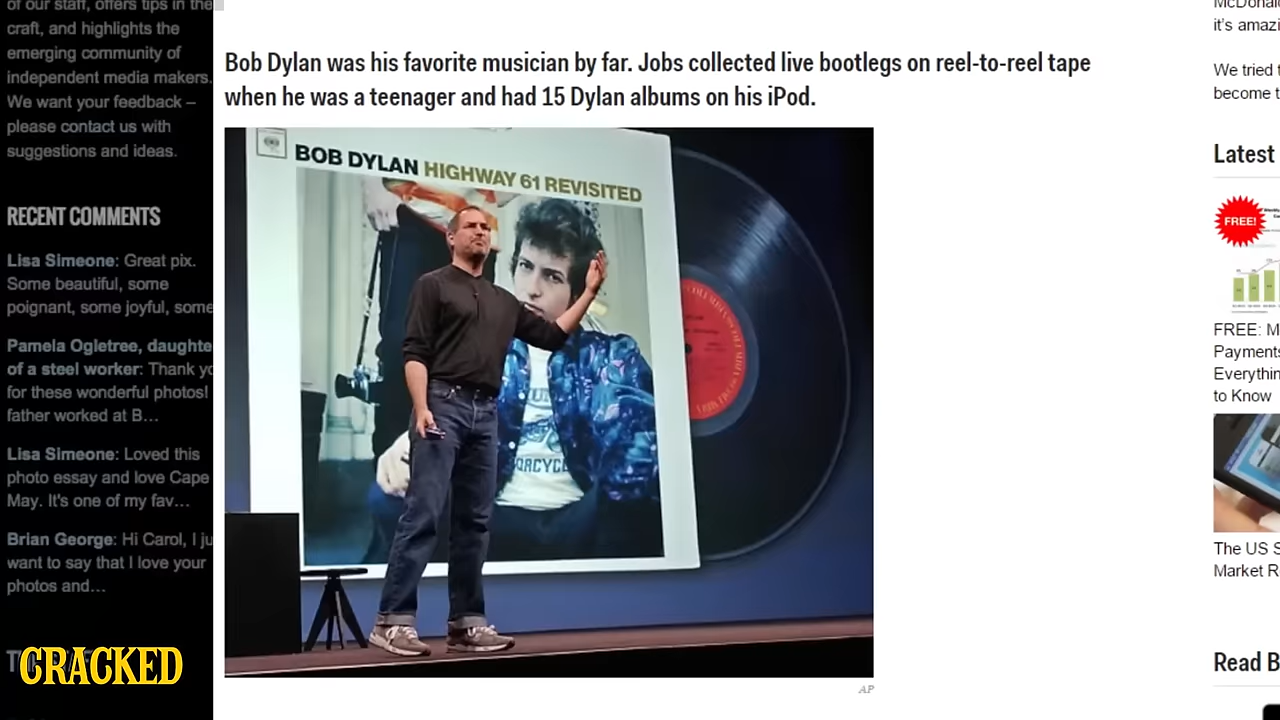 of our staff, offers tips in the
craft, and highlights the
emerging community of
independent media makers.
We want your feedback –
please contact us with
suggestions and ideas.
RECENT COMMENTS
Lisa Simeone: Great pix.
Some beautiful, some
poignant, some joyful, some
Pamela Ogletree, daughte
of a steel worker: Thank yo
for these wonderful photos!
father worked at B...
Lisa Simeone: Loved this
photo essay and love Cape
May. It's one of my fav...
Brian George: Hi Carol, I ju
want to say that I love your
photos and...
CRACKED
Bob Dylan was his favorite musician by far. Jobs collected live bootlegs on reel-to-reel tape
when he was a teenager and had 15 Dylan albums on his iPod.
BOB DYLAN HIGHWAY 61 REVISITED
AP
McDonal
it's amazi
We tried t
become t
Latest
FREE!
FREE: M
Payments
Everythin
to Know
The US S
Market R
Read B